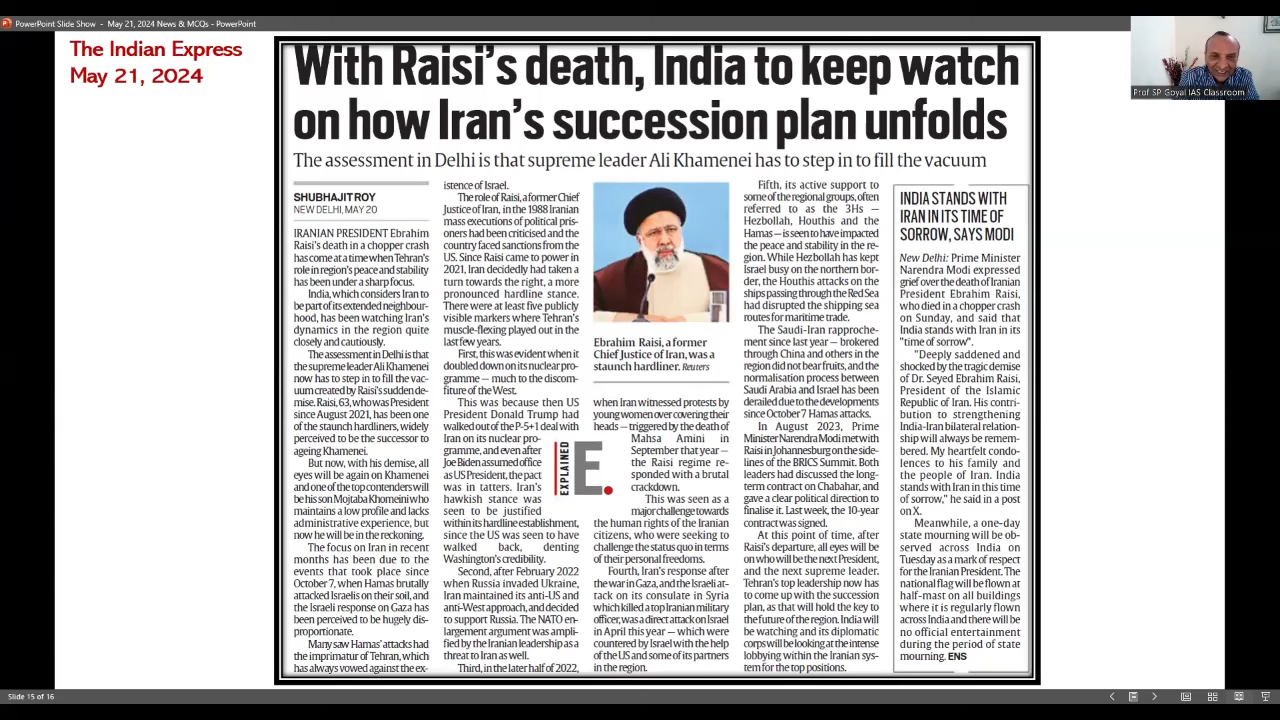 PowerPoint Slide Show - May 21, 2024 News & MCQs - PowerPoint
The Indian Express
May 21, 2024
Prof SP Goyal IAS Classroom
With Raisi's death, India to keep watch
on how Iran's succession plan unfolds
The assessment in Delhi is that supreme leader Ali Khamenei has to step in to fill the vacuum
SHUBHAJIT ROY
NEW DELHI, MAY 20
IRANIAN PRESIDENT Ebrahim
Raisi's death in a chopper crash
has come at a time when Tehran's
role in region's peace and stability
has been under a sharp focus.
India, which considers Iran to
be part of its extended neighbour-
hood, has been watching Iran's
dynamics in the region quite
closely and cautiously.
The assessment in Delhi is that
the supreme leader Ali Khamenei
now has to step in to fill the vac-
uum created by Raisi's sudden de-
mise. Raisi, 63, who was President
since August 2021, has been one
of the staunch hardliners, widely
perceived to be the successor to
ageing Khamenei.
But now, with his demise, all
eyes will be again on Khamenei
and one of the top contenders will
be his son Mojtaba Khomeini who
maintains a low profile and lacks
administrative experience, but
now he will be in the reckoning.
The focus on Iran in recent
months has been due to the
events that took place since
October 7, when Hamas brutally
attacked Israelis on their soil, and
the Israeli response on Gaza has
been perceived to be hugely dis-
proportionate.
Many saw Hamas' attacks had
the imprimatur of Tehran, which
has always vowed against the ex-
istence of Israel.
The role of Raisi, a former Chief
Justice of Iran, in the 1988 Iranian
mass executions of political pris-
oners had been criticised and the
country faced sanctions from the
US. Since Raisi came to power in
2021, Iran decidedly had taken a
turn towards the right, a more
pronounced hardline stance.
There were at least five publicly
visible markers where Tehran's
muscle-flexing played out in the
last few years.
First, this was evident when it
doubled down on its nuclear pro-
gramme — much to the discom-
fiture of the West.
This was because then US
President Donald Trump had
walked out of the P-5+1 deal with
Iran on its nuclear pro-
gramme, and even after
Joe Biden assumed office
as US President, the pact
was in tatters. Iran's
hawkish stance was
seen to be justified
within its hardline establishment,
since the US was seen to have
walked back, denting
Washington's credibility.
Second, after February 2022
when Russia invaded Ukraine,
Iran maintained its anti-US and
anti-West approach, and decided
to support Russia. The NATO en-
largement argument was ampli-
fied by the Iranian leadership as a
threat to Iran as well.
Third, in the later half of 2022,
Ebrahim Raisi, a former
Chief Justice of Iran, was a
staunch hardliner. Reuters
when Iran witnessed protests by
young women over covering their
heads — triggered by the death of
Mahsa Amini in
September that year —
the Raisi regime re-
sponded with a brutal
crackdown.
EXPLAINED
E.
This was seen as a
major challenge towards
the human rights of the Iranian
citizens, who were seeking to
challenge the status quo in terms
of their personal freedoms.
Fourth, Iran's response after
the war in Gaza, and the Israeli at-
tack on its consulate in Syria
which killed a top Iranian military
officer, was a direct attack on Israel
in April this year — which were
countered by Israel with the help
of the US and some of its partners
in the region.
Fifth, its active support to
some of the regional groups, often
referred to as the 3Hs —
Hezbollah, Houthis and the
Hamas — is seen to have impacted
the peace and stability in the re-
gion. While Hezbollah has kept
Israel busy on the northern bor-
der, the Houthis attacks on the
ships passing through the Red Sea
had disrupted the shipping sea
routes for maritime trade.
The Saudi-Iran rapproche-
ment since last year — brokered
through China and others in the
region did not bear fruits, and the
normalisation process between
Saudi Arabia and Israel has been
derailed due to the developments
since October 7 Hamas attacks.
In August 2023, Prime
Minister Narendra Modi met with
Raisi in Johannesburg on the side-
lines of the BRICS Summit. Both
leaders had discussed the long-
term contract on Chabahar, and
gave a clear political direction to
finalise it. Last week, the 10-year
contract was signed.
At this point of time, after
Raisi's departure, all eyes will be
on who will be the next President,
and the next supreme leader.
Tehran's top leadership now has
to come up with the succession
plan, as that will hold the key to
the future of the region. India will
be watching and its diplomatic
corps will be looking at the intense
lobbying within the Iranian sys-
tem for the top positions.
INDIA STANDS WITH
IRAN IN ITS TIME OF
SORROW, SAYS MODI
New Delhi: Prime Minister
Narendra Modi expressed
grief over the death of Iranian
President Ebrahim Raisi,
who died in a chopper crash
on Sunday, and said that
India stands with Iran in its
"time of sorrow".
"Deeply saddened and
shocked by the tragic demise
of Dr. Seyed Ebrahim Raisi,
President of the Islamic
Republic of Iran. His contri-
bution to strengthening
India-Iran bilateral relation-
ship will always be remem-
bered. My heartfelt condo-
lences to his family and
the people of Iran. India
stands with Iran in this time
of sorrow," he said in a post
on X.
Meanwhile, a one-day
state mourning will be ob-
served across India on
Tuesday as a mark of respect
for the Iranian President. The
national flag will be flown at
half-mast on all buildings
where it is regularly flown
across India and there will be
no official entertainment
during the period of state
mourning. ENS
Slide 15 of 16